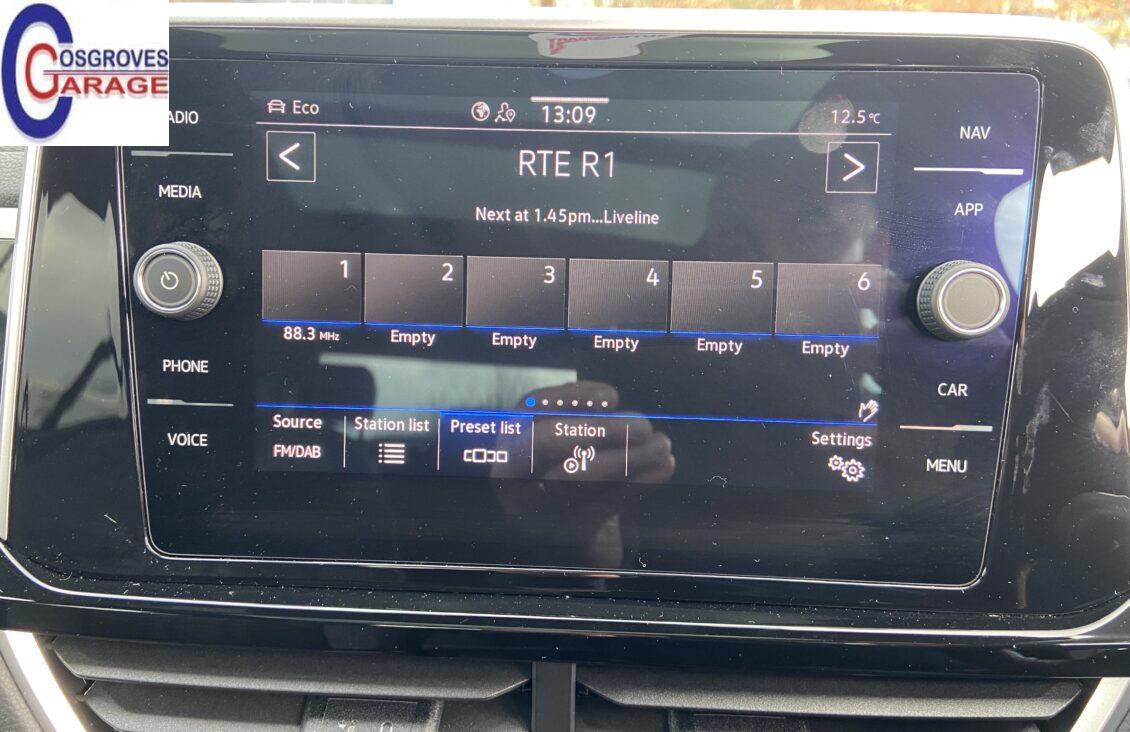 COSGROVES
GARAGE
ADIO
MEDIA
PHONE
VOICE
Eco
13:09
12.5°C
<
RTE R1
>
Next at 1.45pm...Liveline
1 2 3 4 5 6
88.3 MHz Empty Empty Empty Empty Empty
Source Station list Preset list Station Settings
FM/DAB
NAV
APP
CAR
MENU